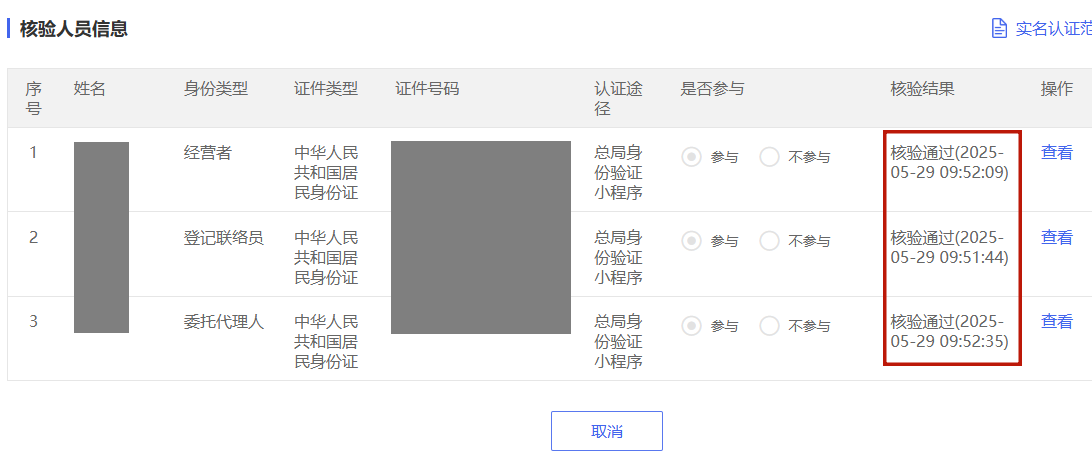 核验人员信息
实名认证范
序号 姓名 身份类型 证件类型 证件号码 认证途径 是否参与 核验结果 操作
1 经营者 中华人民共和国居民身份证 总局身份验证小程序 参与 不参与 核验通过(2025-05-29 09:52:09) 查看
2 登记联络员 中华人民共和国居民身份证 总局身份验证小程序 参与 不参与 核验通过(2025-05-29 09:51:44) 查看
3 委托代理人 中华人民共和国居民身份证 总局身份验证小程序 参与 不参与 核验通过(2025-05-29 09:52:35) 查看
取消